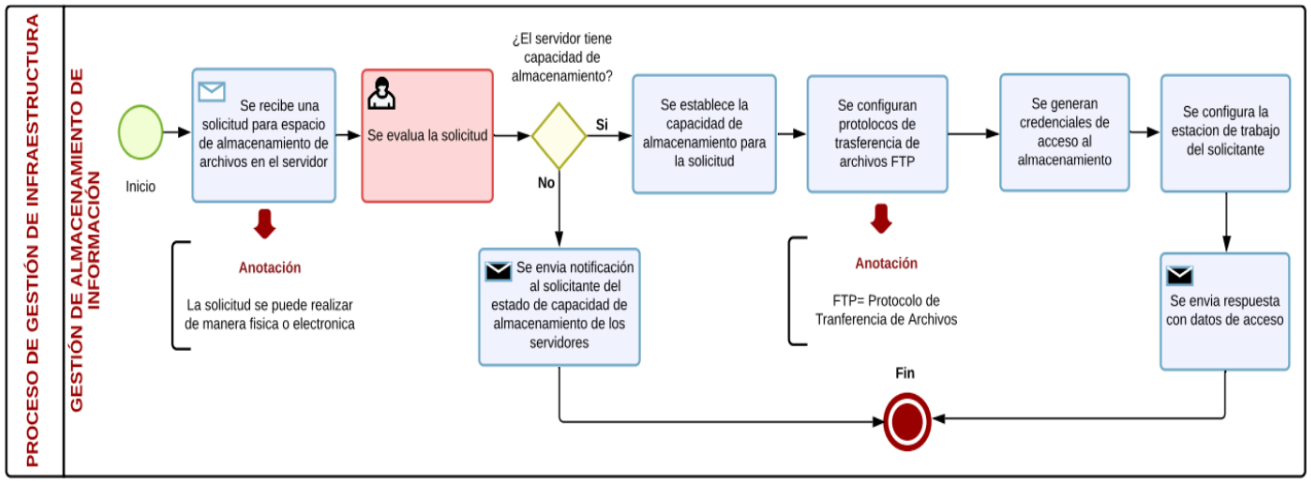 PROCESO DE GESTIÓN DE INFRAESTRUCTURA
GESTIÓN DE ALMACENAMIENTO DE
INFORMACIÓN
Inicio
Se recibe una
solicitud para espacio
de almacenamiento de
archivos en el servidor
Anotación
La solicitud se puede realizar
de manera fisica o electronica
Se evalua la solicitud
¿El servidor tiene
capacidad de
almacenamiento?
Si
No
Se envia notificación
al solicitante del
estado de capacidad de
almacenamiento de los
servidores
Se establece la
capacidad de
almacenamiento para
la solicitud
Se configuran
protolocos de
trasferencia de
archivos FTP
Anotación
FTP= Protocolo de
Tranferencia de Archivos
Se generan
credenciales de
acceso al
almacenamiento
Se configura la
estacion de trabajo
del solicitante
Se envia respuesta
con datos de acceso
Fin